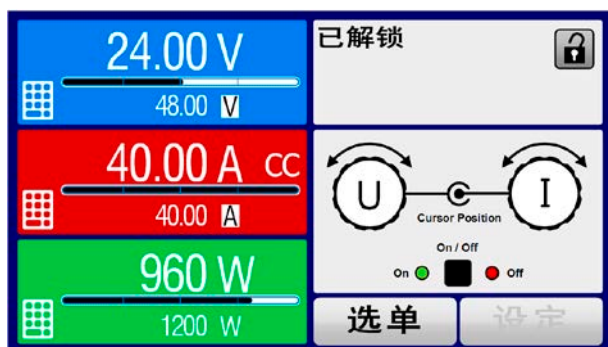 24.00 V
48.00 V
40.00 A CC
40.00 A
960 W
1200 W
已解锁
U
I
Cursor Position
On / Off
On
Off
选单
设定